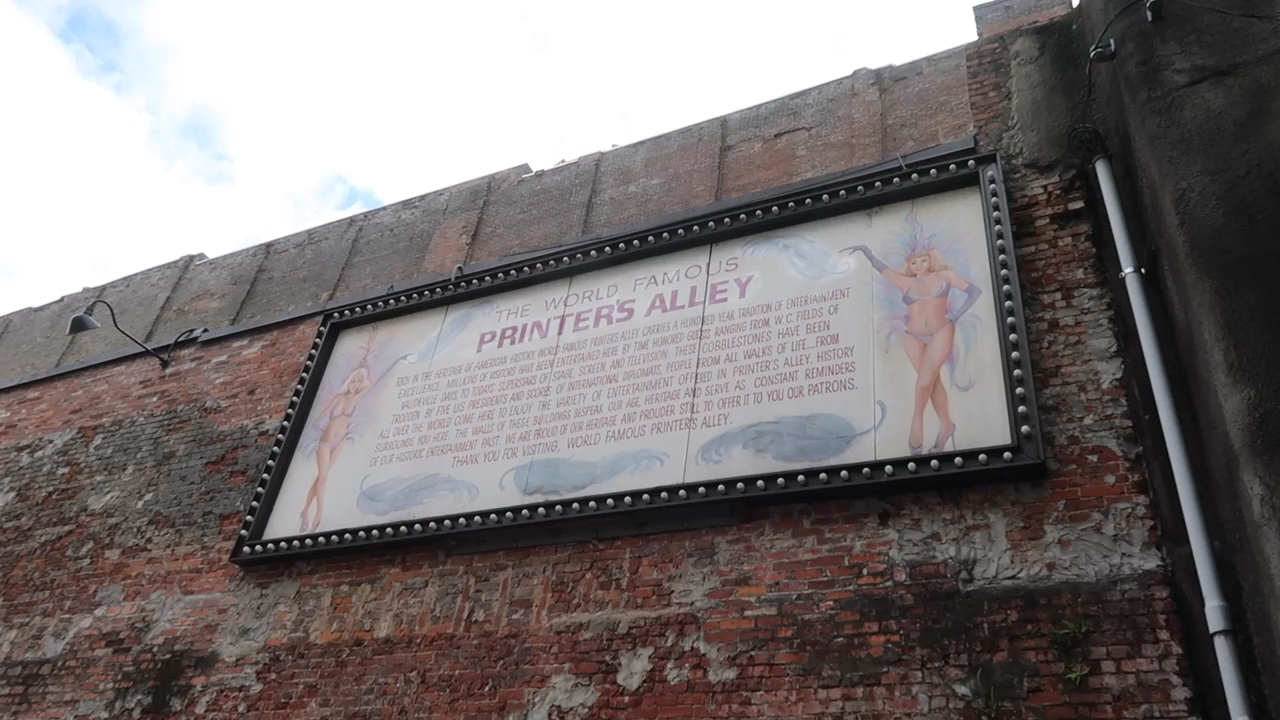 THE WORLD FAMOUS
PRINTER'S ALLEY
RICH IN THE HERITAGE OF AMERICAN HISTORY, WORLD FAMOUS PRINTERS ALLEY CARRIES A HUNDRED YEAR TRADITION OF ENTERTAINMENT
EXCELLENCE. MILLIONS OF VISITORS HAVE BEEN ENTERTAINED HERE BY TIME HONORED GUESS RANGING FROM, W.C. FIELDS OF
VAUDEVILLE DAYS TO TODAYS SUPERSTARS OF STAGE, SCREEN, AND TELEVISION. THESE COBBLESTONES HAVE BEEN
TRODDEN BY FIVE U.S. PRESIDENTS AND SCORES OF INTERNATIONAL DIPLOMATS, PEOPLE FROM ALL WALKS OF LIFE...FROM
ALL OVER THE WORLD COME HERE TO ENJOY THE VARIETY OF ENTERTAINMENT OFFERED IN PRINTER'S ALLEY. HISTORY
SURROUNDS YOU HERE. THE WALLS OF THESE BUILDINGS BESPEAK OUR AGE, HERITAGE AND SERVE AS CONSTANT REMINDERS
OF OUR HISTORIC ENTERTAINMENT PAST. WE ARE PROUD OF OUR HERITAGE AND PROUDER STILL TO OFFER IT TO YOU OUR PATRONS.
THANK YOU FOR VISITING, WORLD FAMOUS PRINTER'S ALLEY.